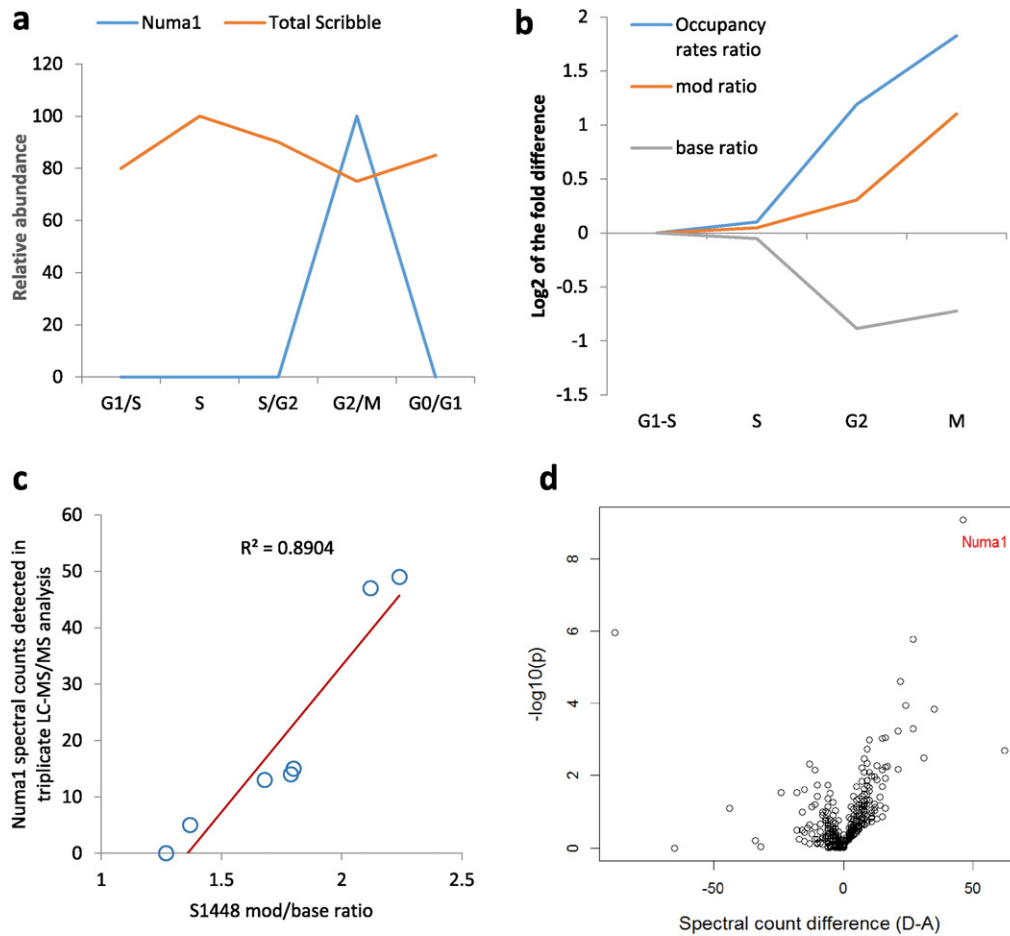 a
Numa1
Total Scribble
Relative abundance
120
100
80
60
40
20
0
G1/S
S
S/G2
G2/M
G0/G1
b
Log2 of the fold difference
2
1.5
1
0.5
0
-0.5
-1
-1.5
Occupancy
rates ratio
mod ratio
base ratio
G1-S
S
G2
M
c
Numa1 spectral counts detected in
triplicate LC-MS/MS analysis
60
50
40
30
20
10
0
R² = 0.8904
1
1.5
2
2.5
S1448 mod/base ratio
d
-log10(p)
8
6
4
2
0
Numa1
-50
0
50
Spectral count difference (D-A)